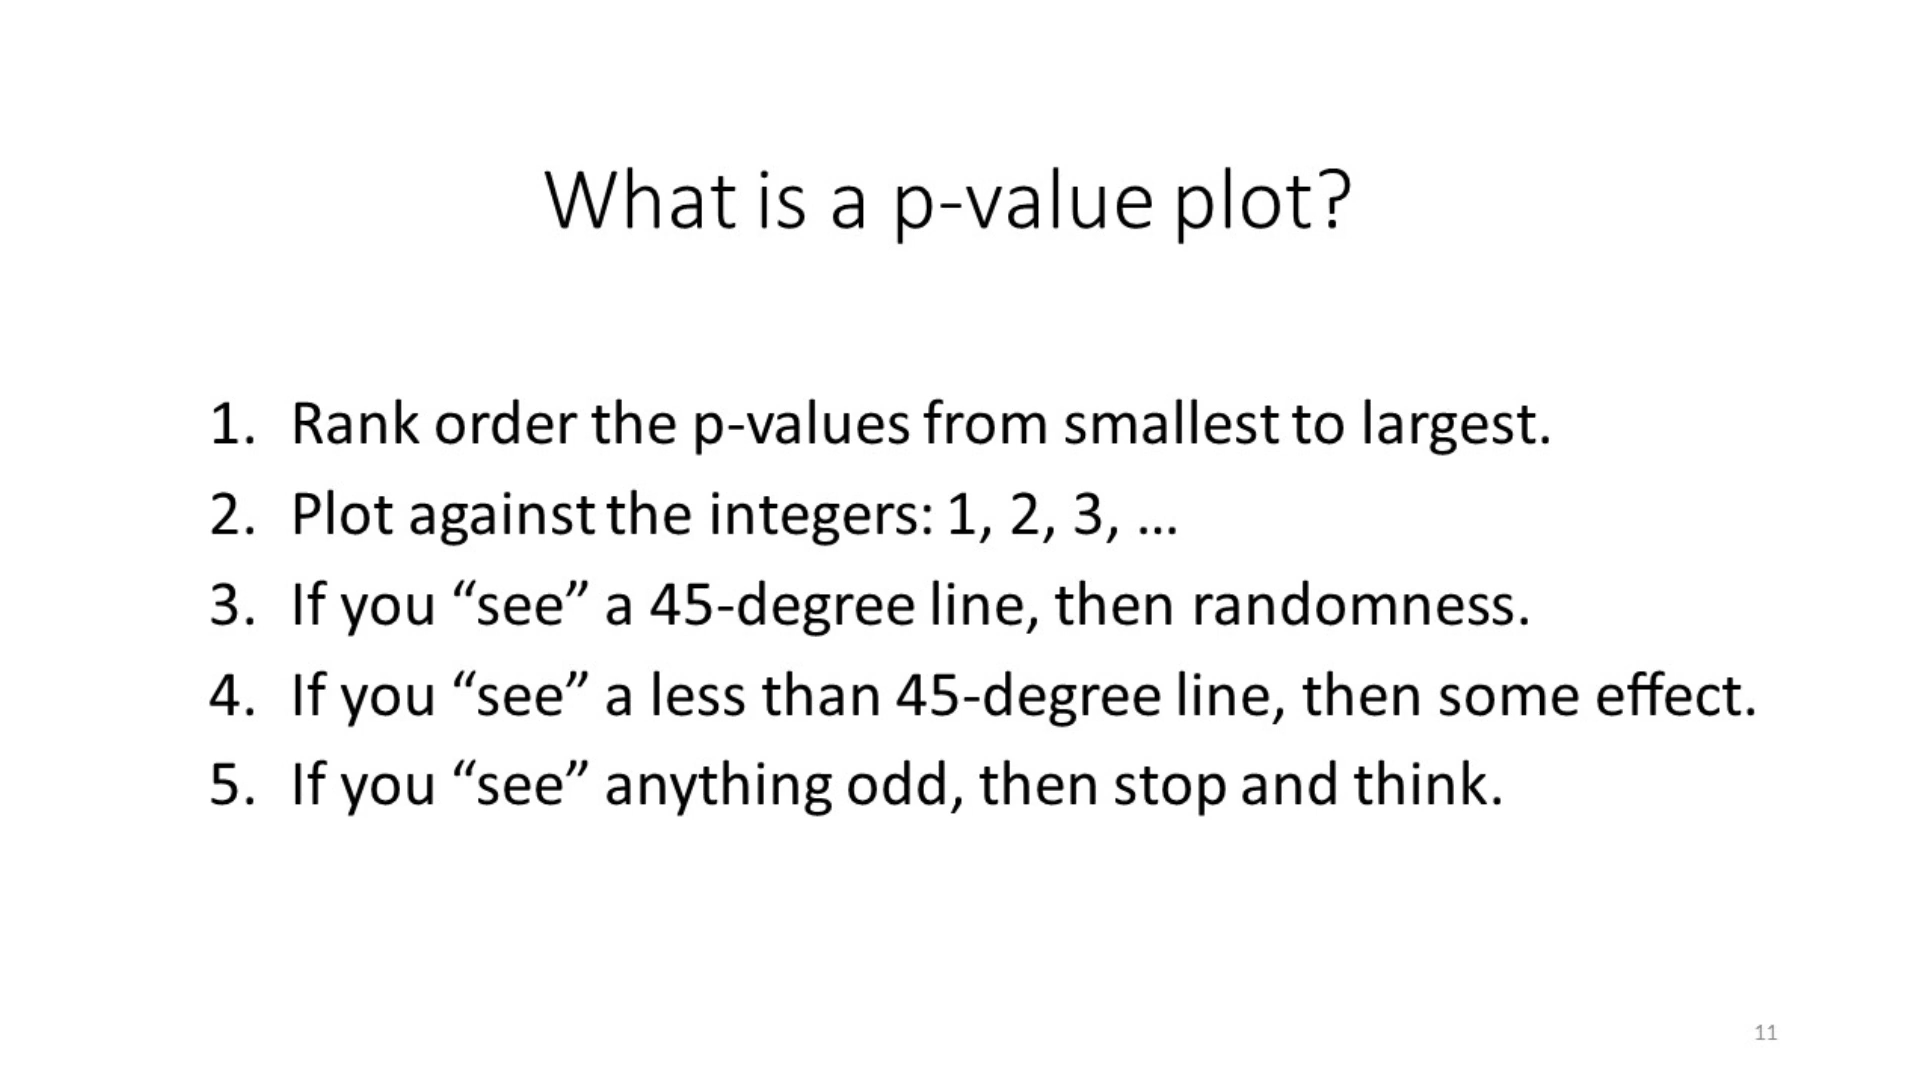 What is a p-value plot?
1. Rank order the p-values from smallest to largest.
2. Plot against the integers: 1, 2, 3, …
3. If you “see” a 45-degree line, then randomness.
4. If you “see” a less than 45-degree line, then some effect.
5. If you “see” anything odd, then stop and think.
11